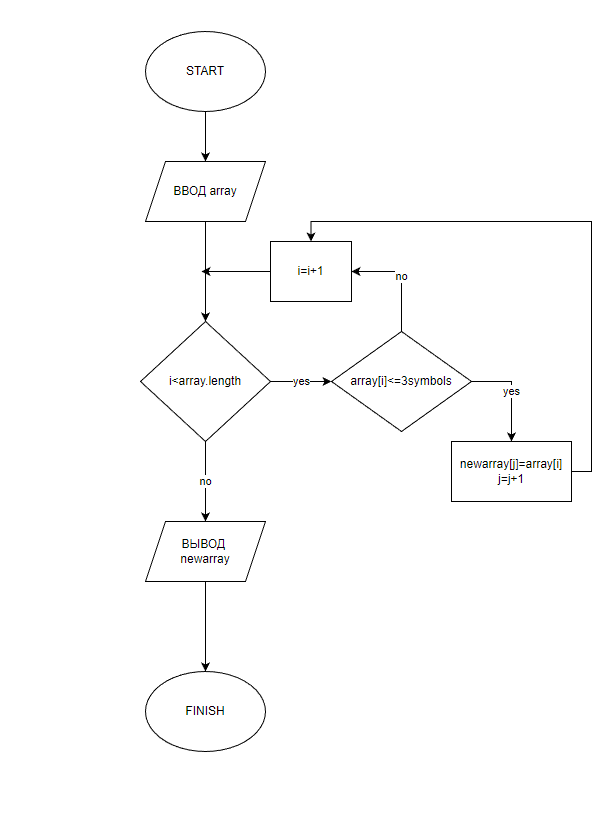 START
ВВОД array
i=i+1
no
i<array.length
yes
array[i]<=3symbols
yes
newarray[j]=array[i]
j=j+1
no
ВЫВОД
newarray
FINISH